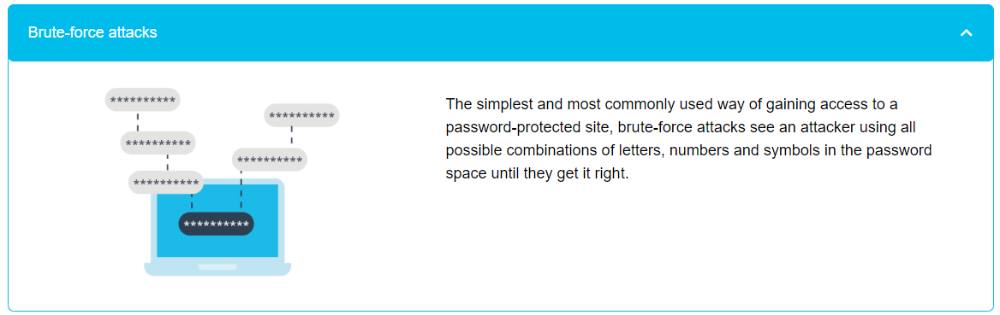 Brute-force attacks
**********
**********
**********
**********
**********
**********
The simplest and most commonly used way of gaining access to a
password-protected site, brute-force attacks see an attacker using all
possible combinations of letters, numbers and symbols in the password
space until they get it right.